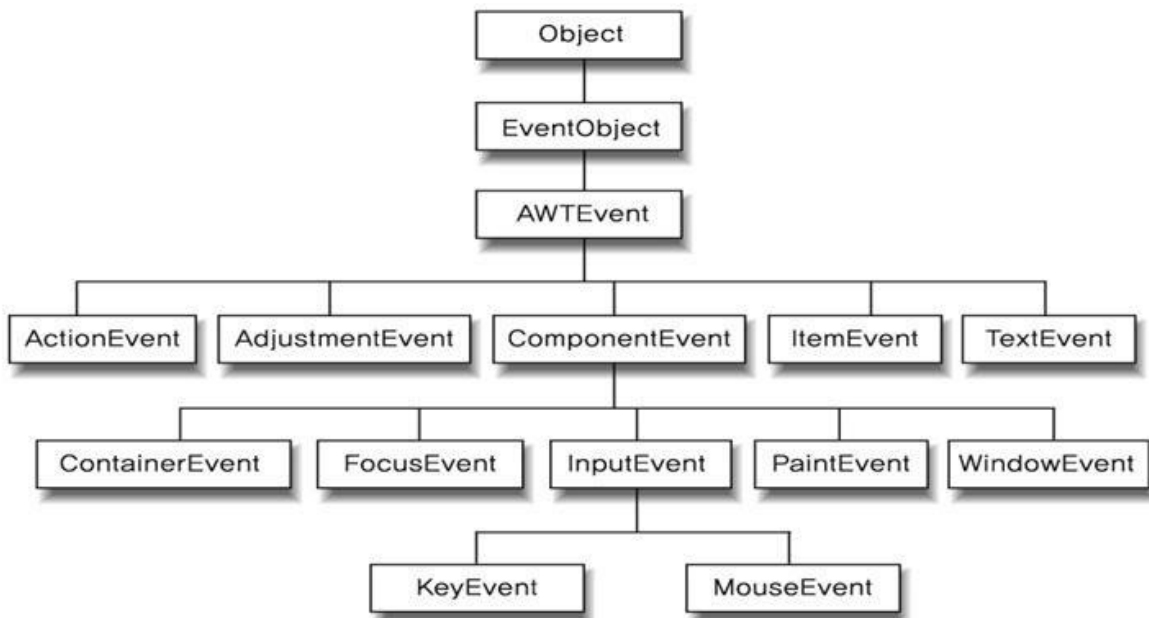 Object
EventObject
AWTEvent
ActionEvent
AdjustmentEvent
ComponentEvent
ItemEvent
TextEvent
ContainerEvent
FocusEvent
InputEvent
PaintEvent
WindowEvent
KeyEvent
MouseEvent